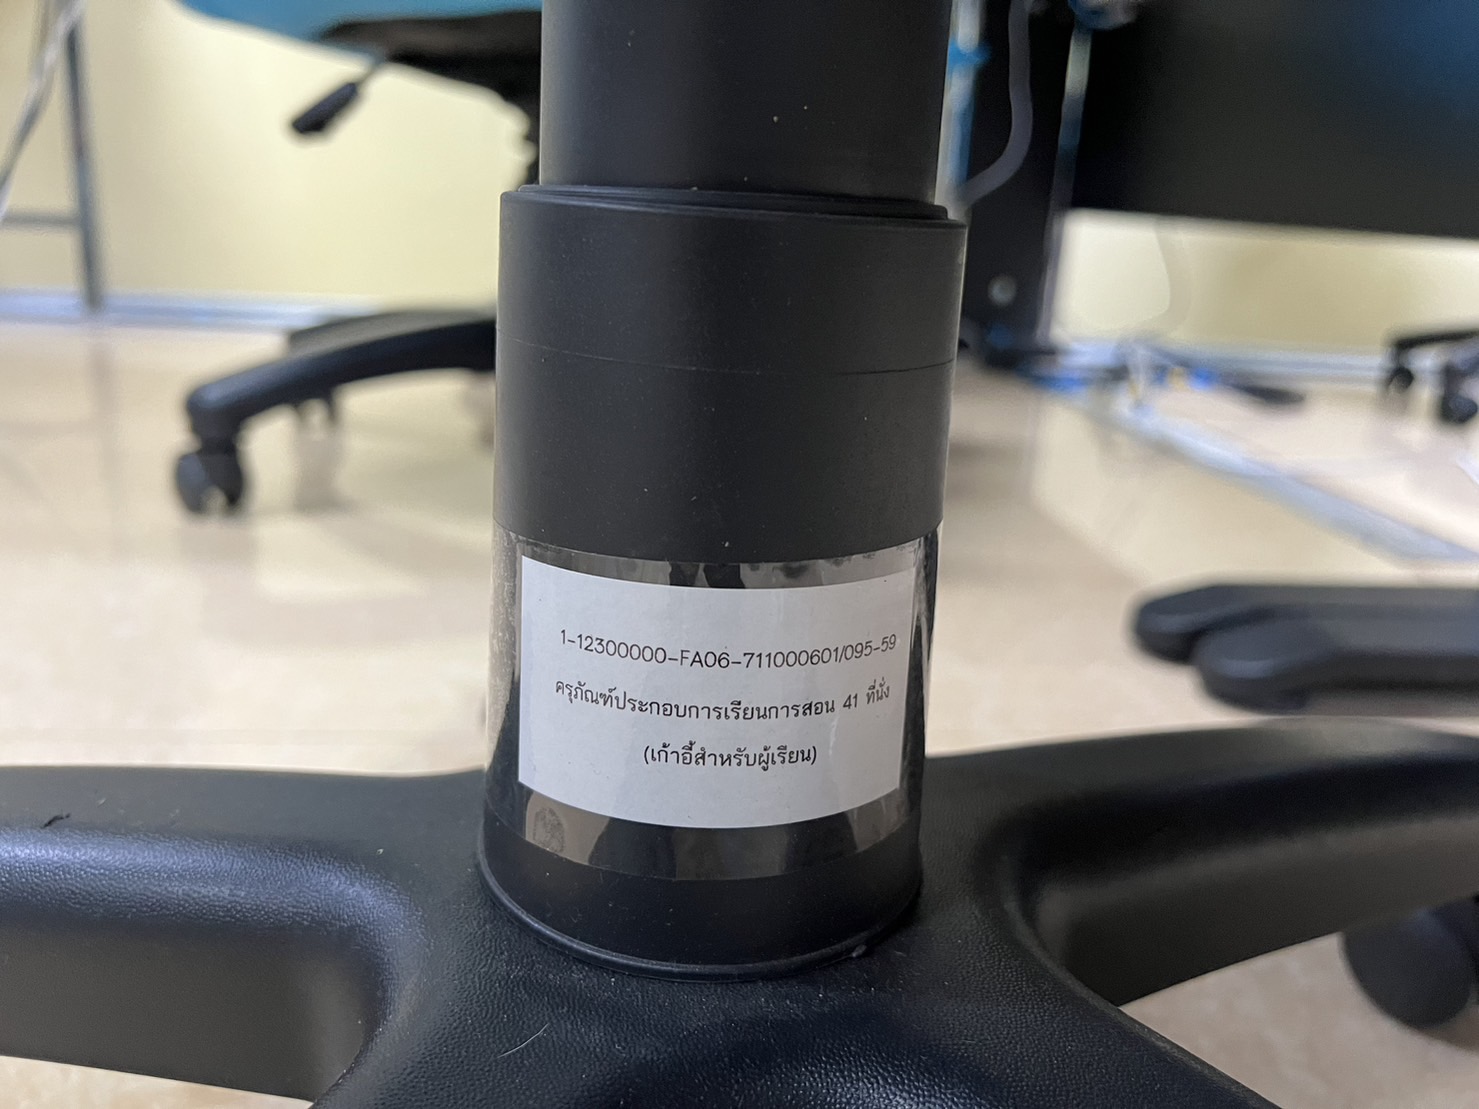 1-12300000-FA06-711000601/095-59
ครุภัณฑ์ประกอบการเรียนการสอน 41 ที่นั่ง
(เก้าอี้สำหรับผู้เรียน)